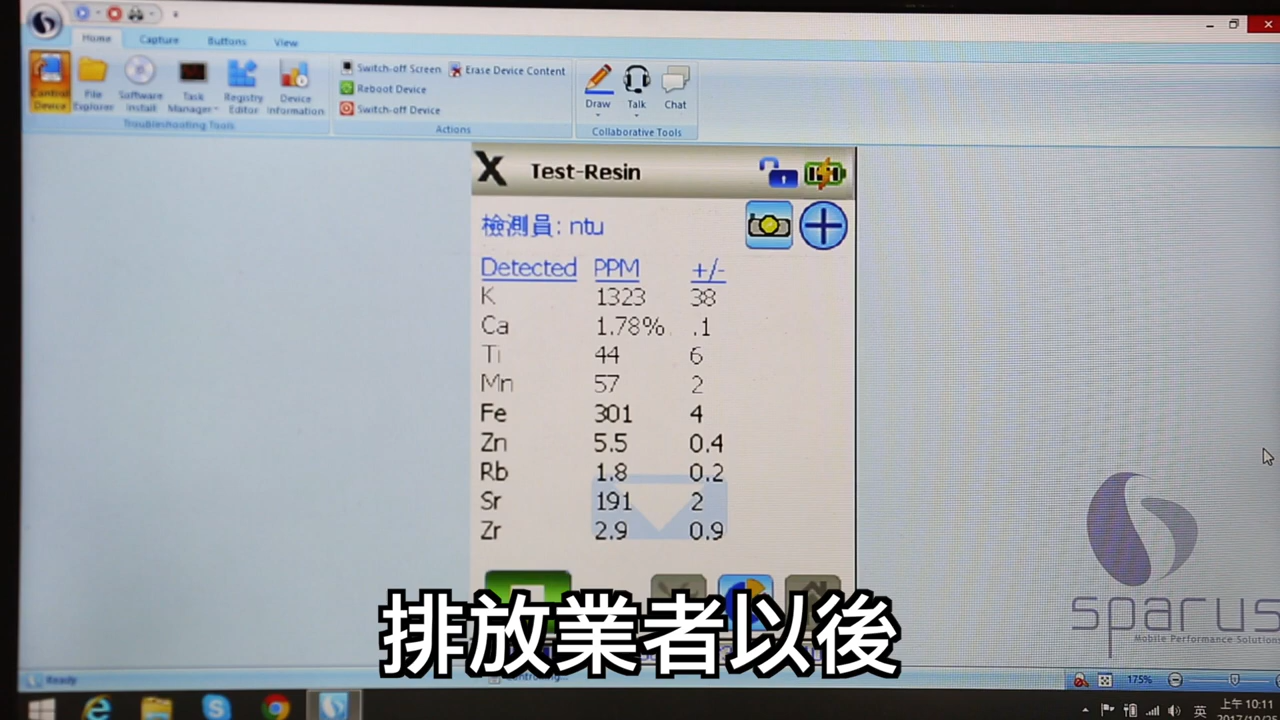 Home Capture Buttons View
Control Device
File Explorer
Software Install
Task Manager
Registry Editor
Device Information
Troubleshooting Tools
Switch-off Screen
Erase Device Content
Reboot Device
Switch-off Device
Actions
Draw
Talk
Chat
Collaborative Tools
X Test-Resin
檢測員: ntu
Detected PPM +/-
K 1323 38
Ca 1.78% .1
Ti 44 6
Mn 57 2
Fe 301 4
Zn 5.5 0.4
Rb 1.8 0.2
Sr 191 2
Zr 2.9 0.9
排放業者以後
sparus
Mobile Performance Solutions
Ready
175%
英
上午 10:11